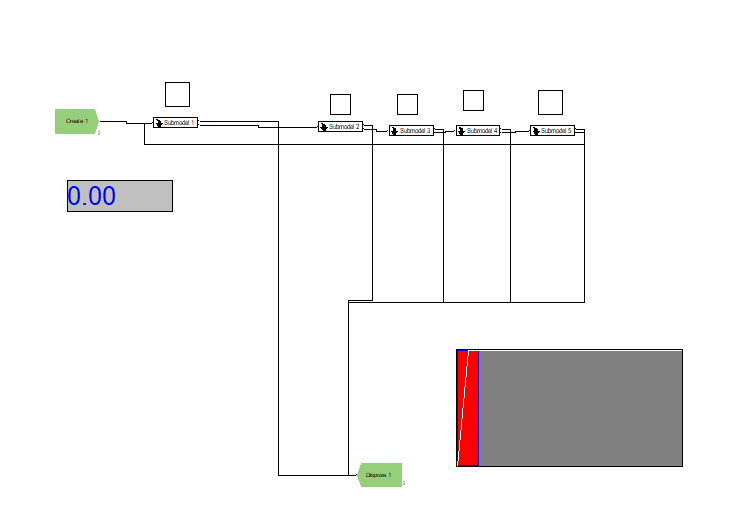 Create 1
Submodel 1
Submodel 2
Submodel 3
Submodel 4
Submodel 5
0.00
Dispose 1